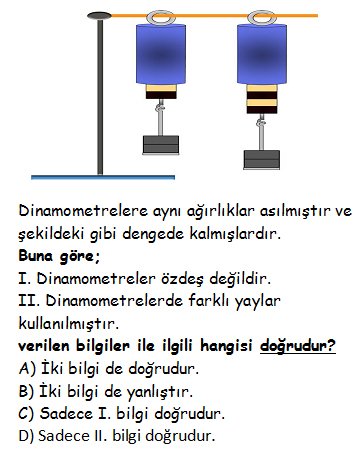 Dinamometrelere aynı ağırlıklar asılmıştır ve
şekildeki gibi dengede kalmışlardır.
Buna göre;
I. Dinamometreler özdeş değildir.
II. Dinamometrelerde farklı yaylar
kullanılmıştır.
verilen bilgiler ile ilgili hangisi doğrudur?
A) İki bilgi de doğrudur.
B) İki bilgi de yanlıştır.
C) Sadece I. bilgi doğrudur.
D) Sadece II. bilgi doğrudur.